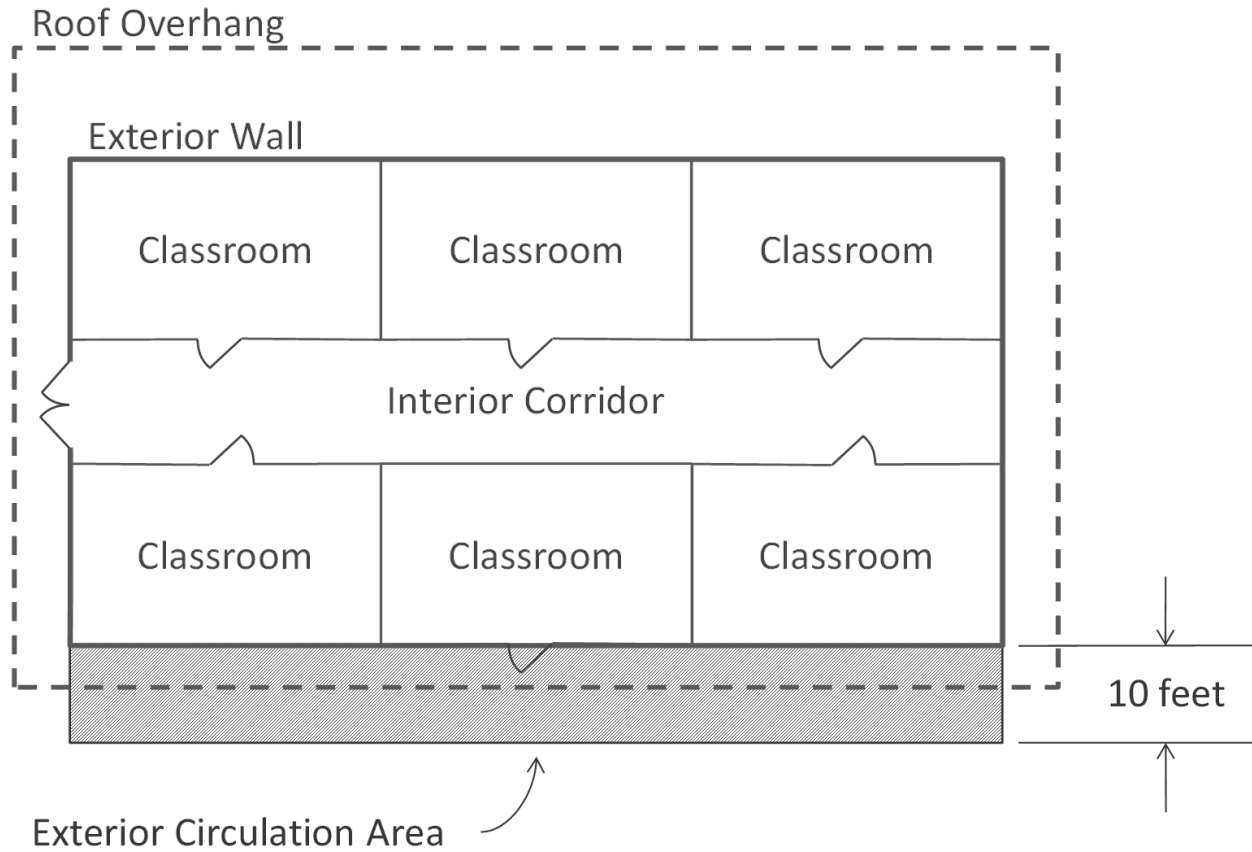 Roof Overhang
Exterior Wall
Classroom Classroom Classroom
Interior Corridor
Classroom Classroom Classroom
10 feet
Exterior Circulation Area